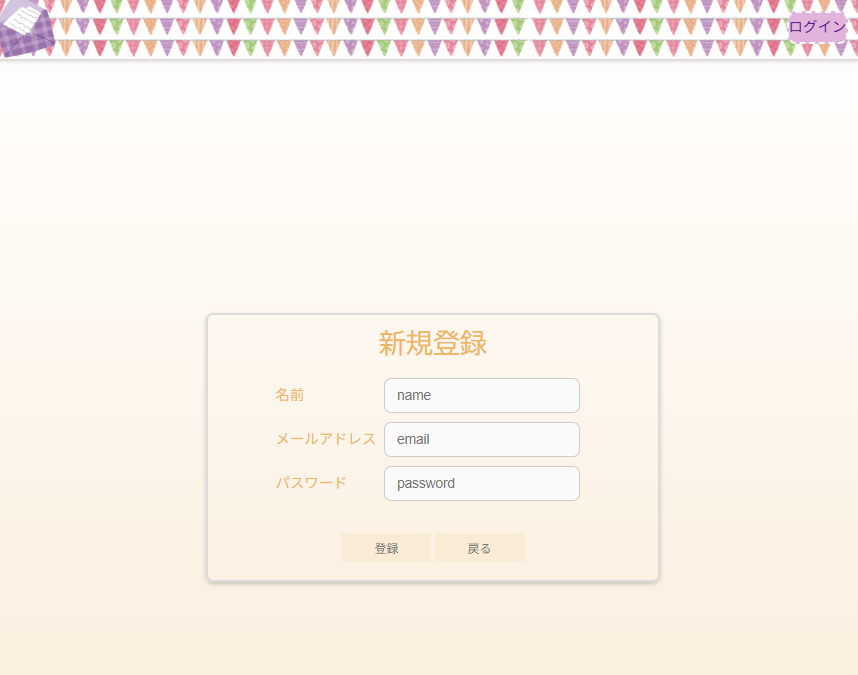 ログイン
新規登録
名前 name
メールアドレス email
パスワード password
登録 戻る